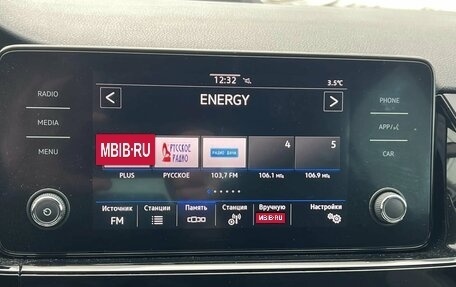 12:32
3.5°C
RADIO
MEDIA
MENU
PHONE
APP
CAR
<
ENERGY
>
MBIB·RU
РУССКОЕ РАДИО
РАДИО ДАЧА
4
5
PLUS
РУССКОЕ
103,7 FM
106.1 мгц
106.9 мгц
Источник
Станции
Память
Станция
Вручную
Настройки
FM
MBIB·RU